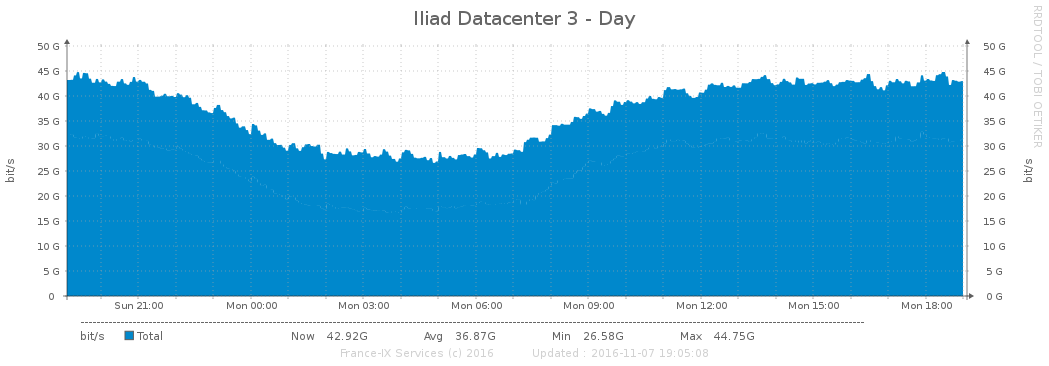 Iliad Datacenter 3 - Day
RRDTOOL / TOBI OETIKER
bit/s
50 G 50 G
45 G 45 G
40 G 40 G
35 G 35 G
30 G 30 G
25 G 25 G
20 G 20 G
15 G 15 G
10 G 10 G
5 G 5 G
0 0 G
bit/s
Sun 21:00 Mon 00:00 Mon 03:00 Mon 06:00 Mon 09:00 Mon 12:00 Mon 15:00 Mon 18:00
bit/s Total Now 42.92G Avg 36.87G Min 26.58G Max 44.75G
France-IX Services (c) 2016 Updated : 2016-11-07 19:05:08